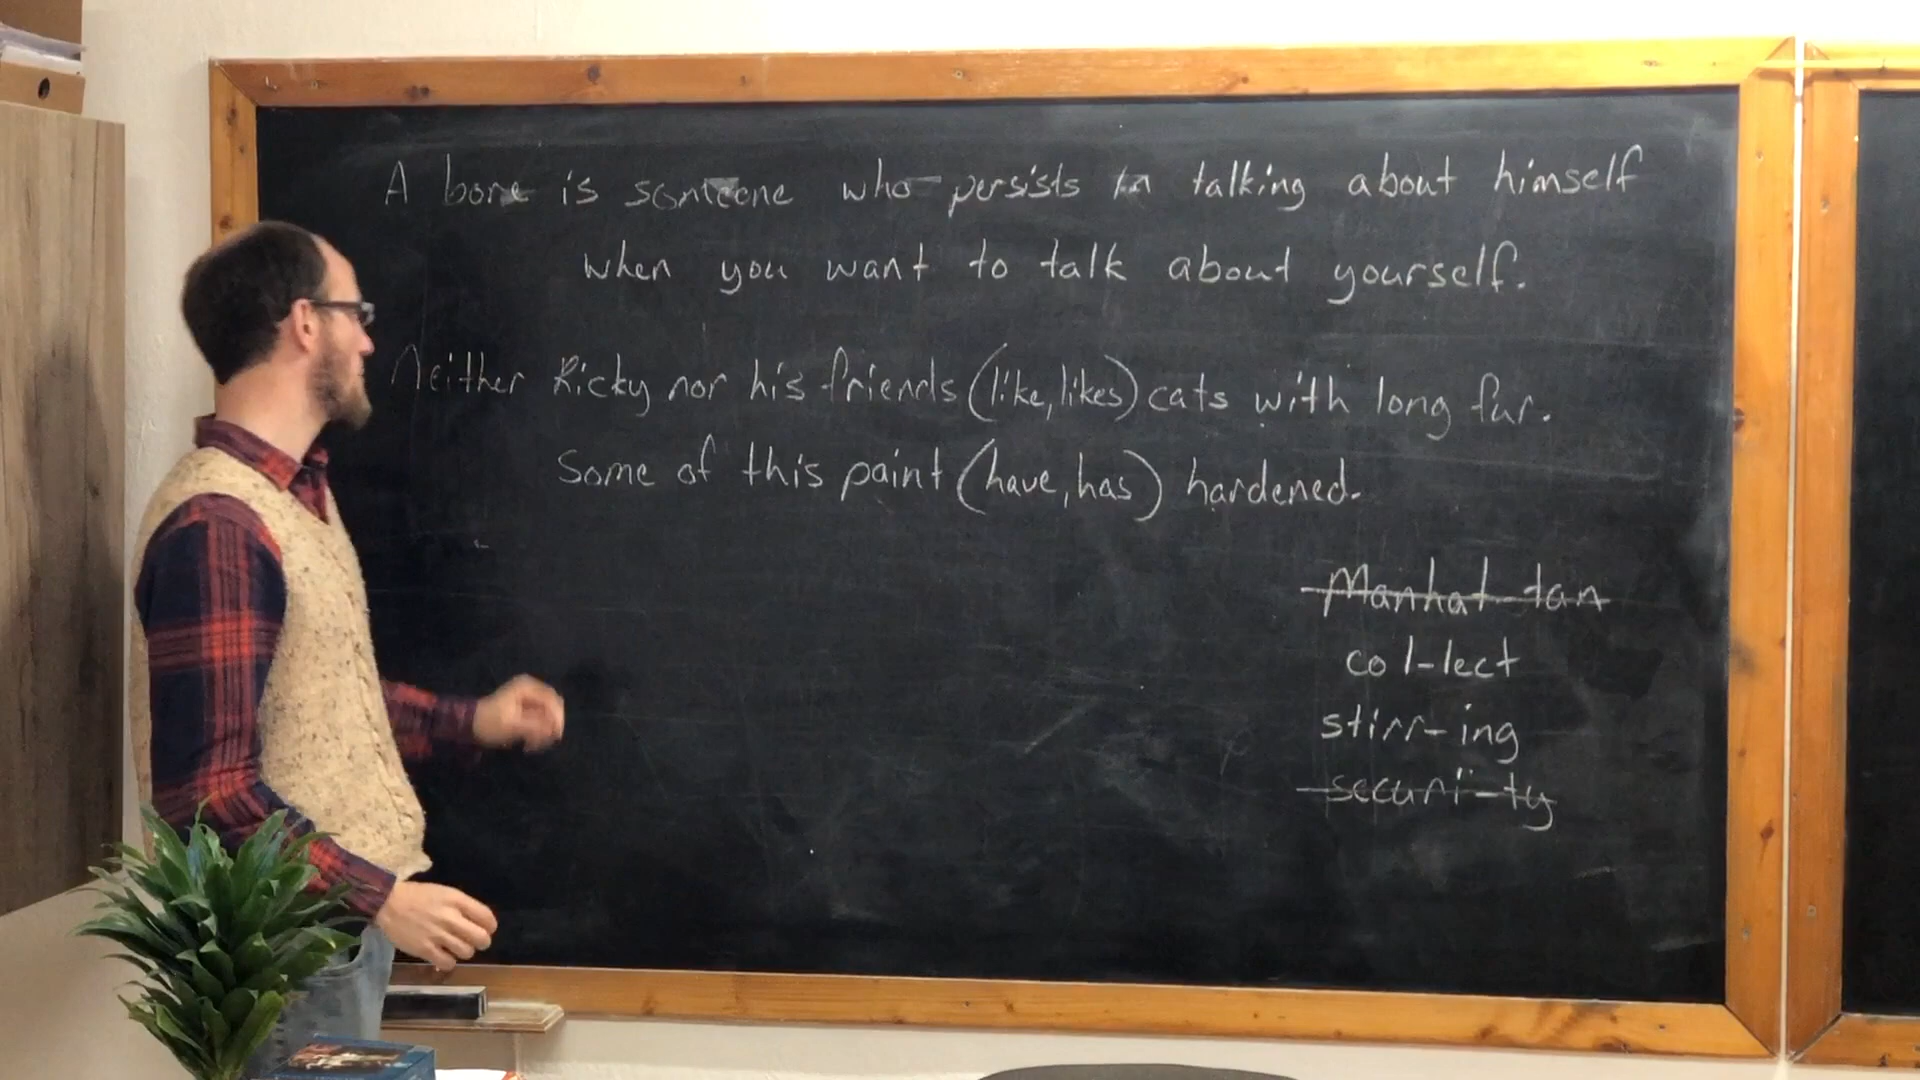 A bore is someone who persists in talking about himself
when you want to talk about yourself.
Neither Ricky nor his friends (like, likes) cats with long fur.
Some of this paint (have, has) hardened.
Manhat-tan
col-lect
stirr-ing
securi-ty